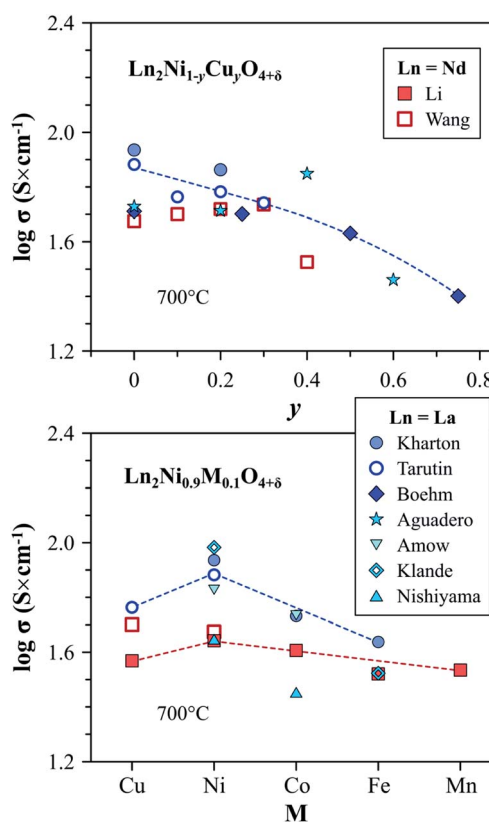 2.4
2.0
1.6
1.2
log σ (S×cm⁻¹)
Ln₂Ni₁₋yCuyO₄₊δ
700°C
0
0.2
0.4
0.6
0.8
y
Ln = Nd
Li
Wang
Ln = La
Kharton
Tarutin
Boehm
Aguadero
Amow
Klande
Nishiyama
2.4
2.0
1.6
1.2
log σ (S×cm⁻¹)
Ln₂Ni₀.₉M₀.₁O₄₊δ
700°C
Cu
Ni
Co
Fe
Mn
M